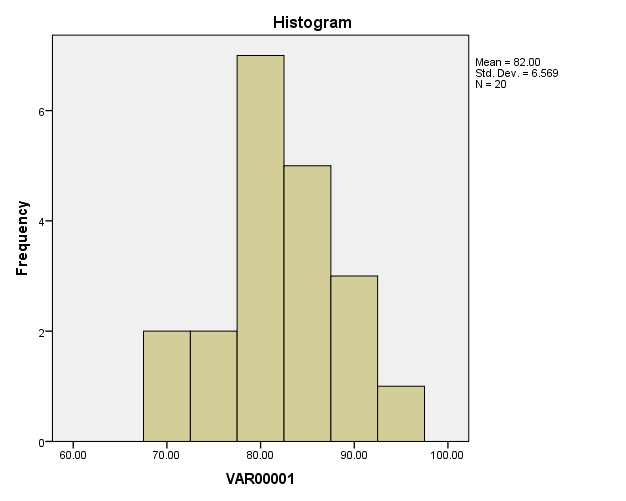 Histogram
Mean = 82.00
Std. Dev. = 6.569
N = 20
Frequency
6
4
2
0
60.00 70.00 80.00 90.00 100.00
VAR00001